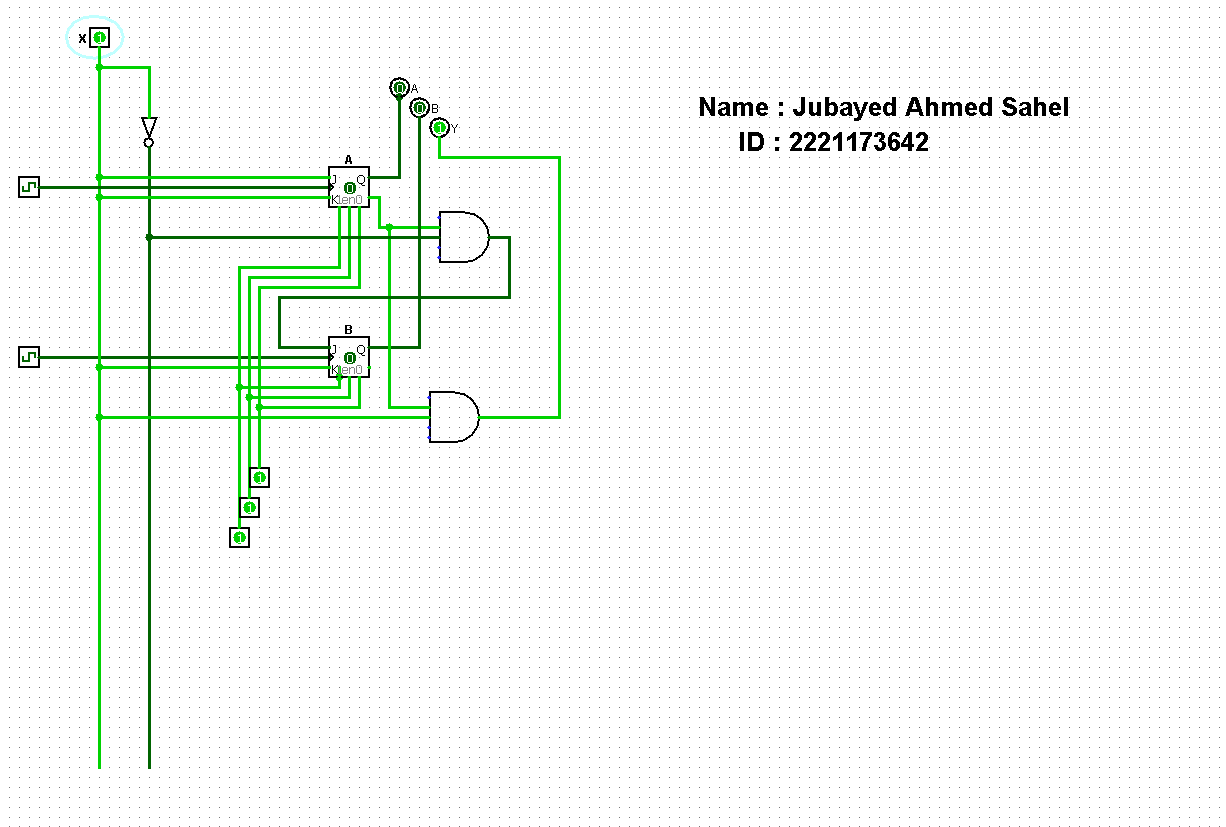 x 1
0 A
0 B
1 Y
Name : Jubayed Ahmed Sahel
ID : 2221173642
A
J Q
0
K en 0
B
J Q
0
K en 0
1
1
1